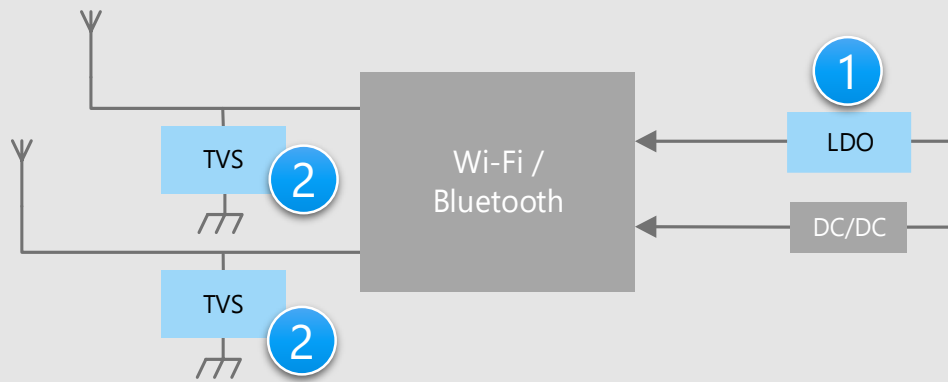 1
LDO
TVS
2
Wi-Fi /
Bluetooth
DC/DC
TVS
2